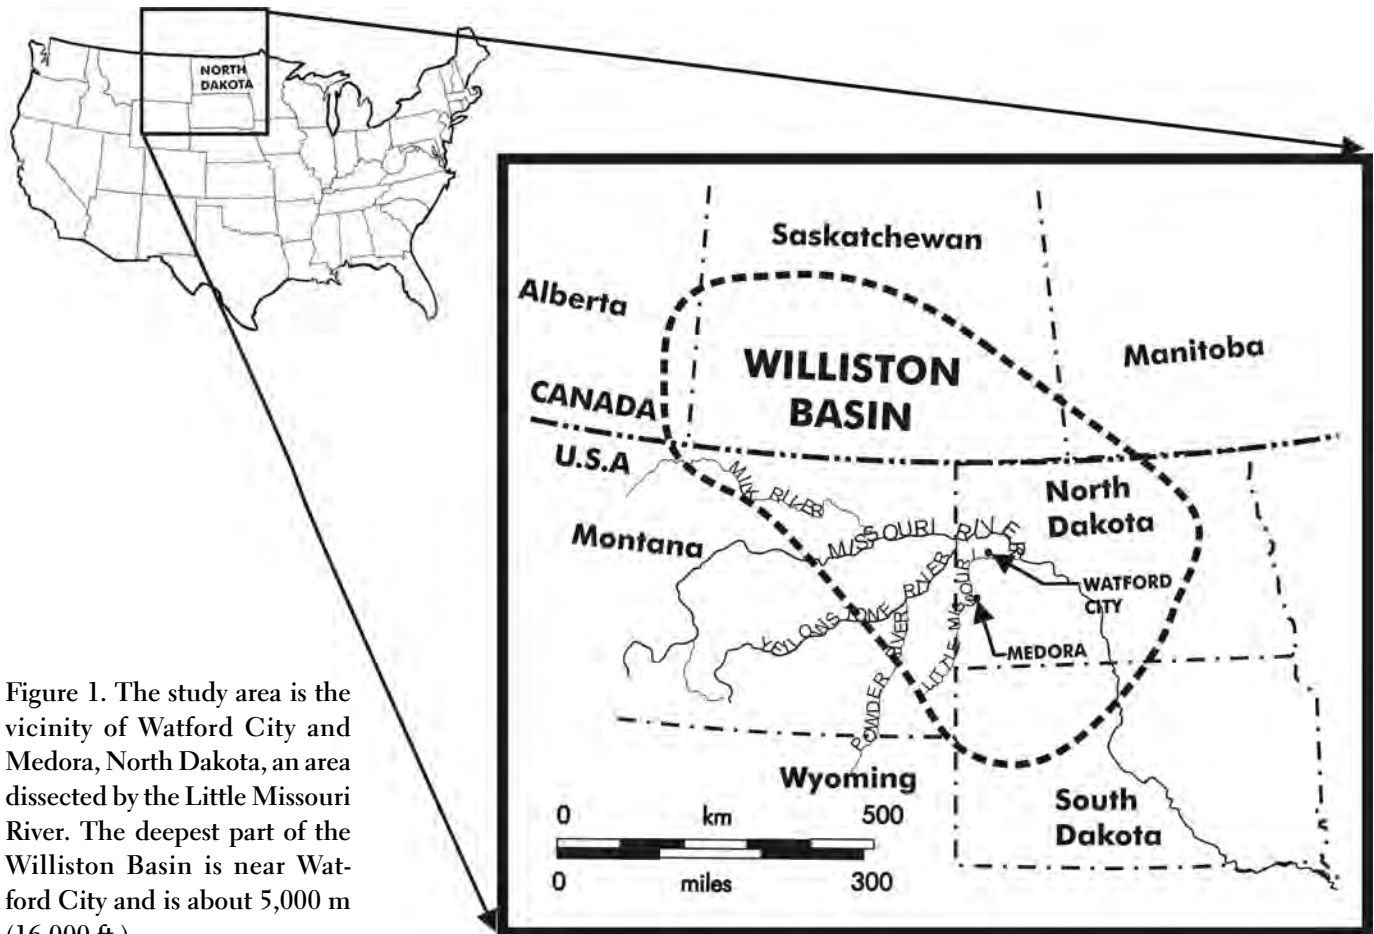 NORTH
DAKOTA
Saskatchewan
Alberta
Manitoba
WILLISTON
BASIN
CANADA
U.S.A
MILK RIVER
North
Dakota
MISSOURI RIVER
Montana
WATFORD
CITY
YELLOWSTONE RIVER
LITTLE MISSOURI
MEDORA
POWDER RIVER
Wyoming
South
Dakota
0 km 500
0 miles 300
Figure 1. The study area is the
vicinity of Watford City and
Medora, North Dakota, an area
dissected by the Little Missouri
River. The deepest part of the
Williston Basin is near Wat-
ford City and is about 5,000 m
(16,000 ft.)